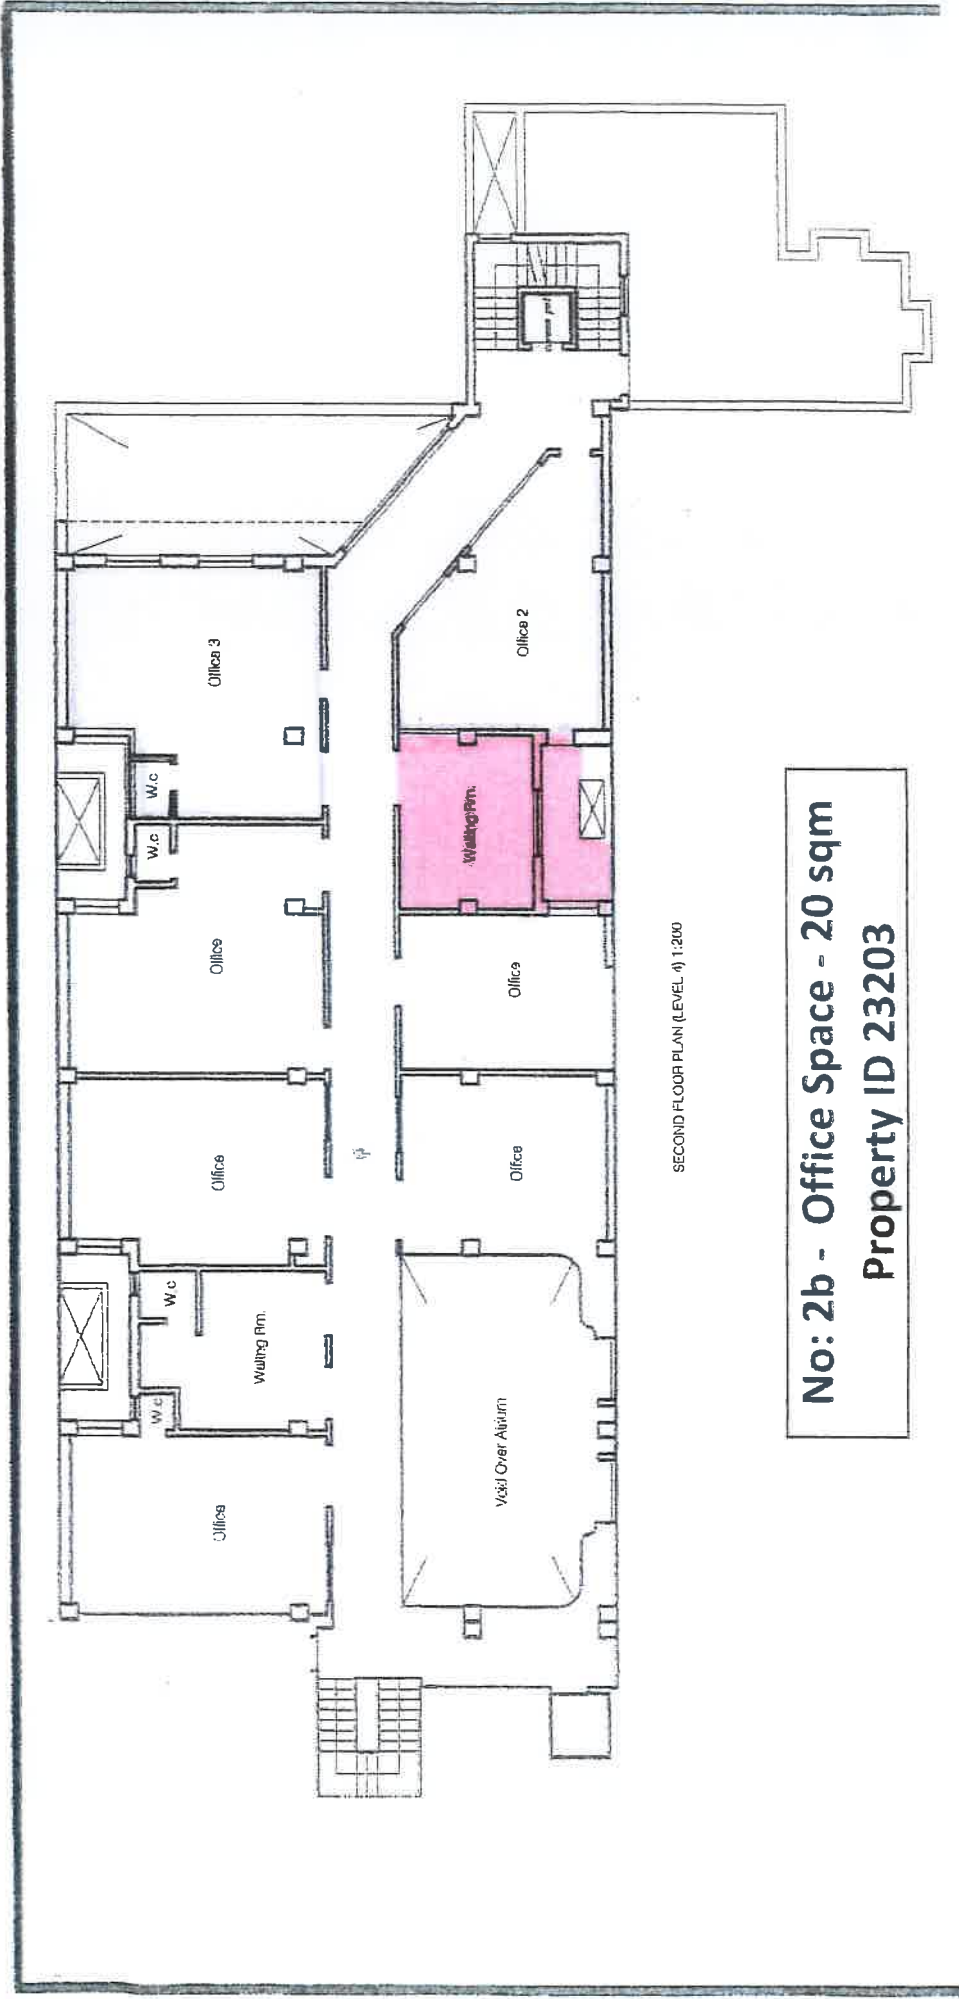 W.c
W.c
W.c
W.c
Office
Waiting Rm.
Office
Office
Office 3
Void Over Atrium
Office
Office
Waiting Rm.
Office 2
SECOND FLOOR PLAN (LEVEL 4) 1:200
No: 2b - Office Space - 20 sqm
Property ID 23203